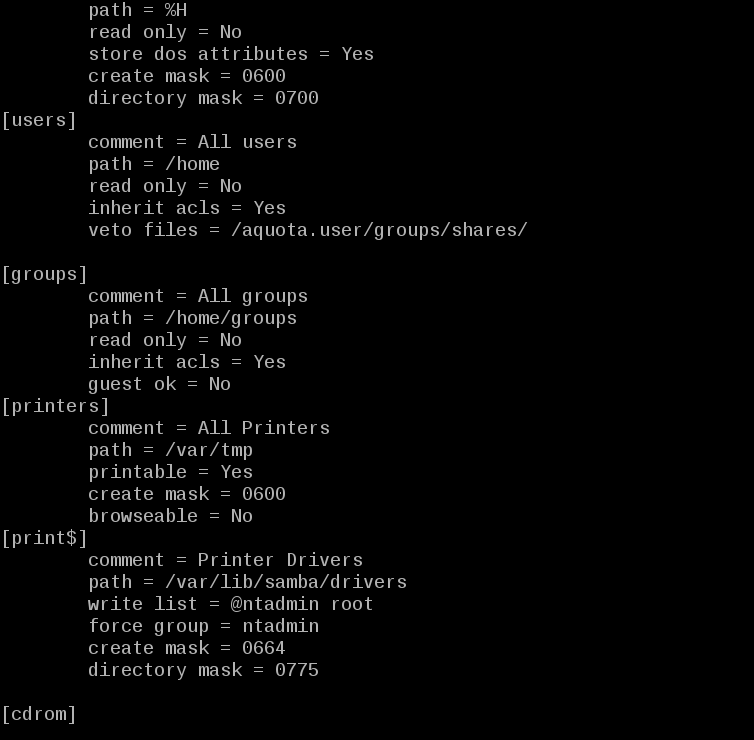 path = %H
read only = No
store dos attributes = Yes
create mask = 0600
directory mask = 0700
[users]
comment = All users
path = /home
read only = No
inherit acls = Yes
veto files = /aquota.user/groups/shares/
[groups]
comment = All groups
path = /home/groups
read only = No
inherit acls = Yes
guest ok = No
[printers]
comment = All Printers
path = /var/tmp
printable = Yes
create mask = 0600
browseable = No
[print$]
comment = Printer Drivers
path = /var/lib/samba/drivers
write list = @ntadmin root
force group = ntadmin
create mask = 0664
directory mask = 0775
[cdrom]